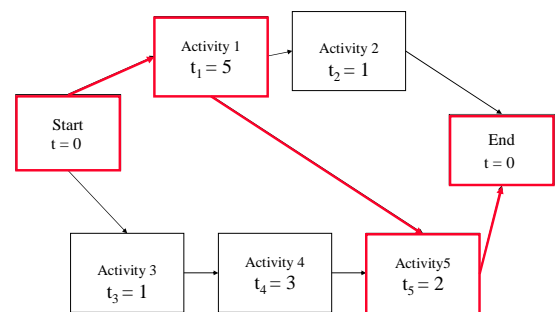 Activity 1
t₁ = 5
Activity 2
t₂ = 1
Start
t = 0
End
t = 0
Activity 3
t₃ = 1
Activity 4
t₄ = 3
Activity5
t₅ = 2